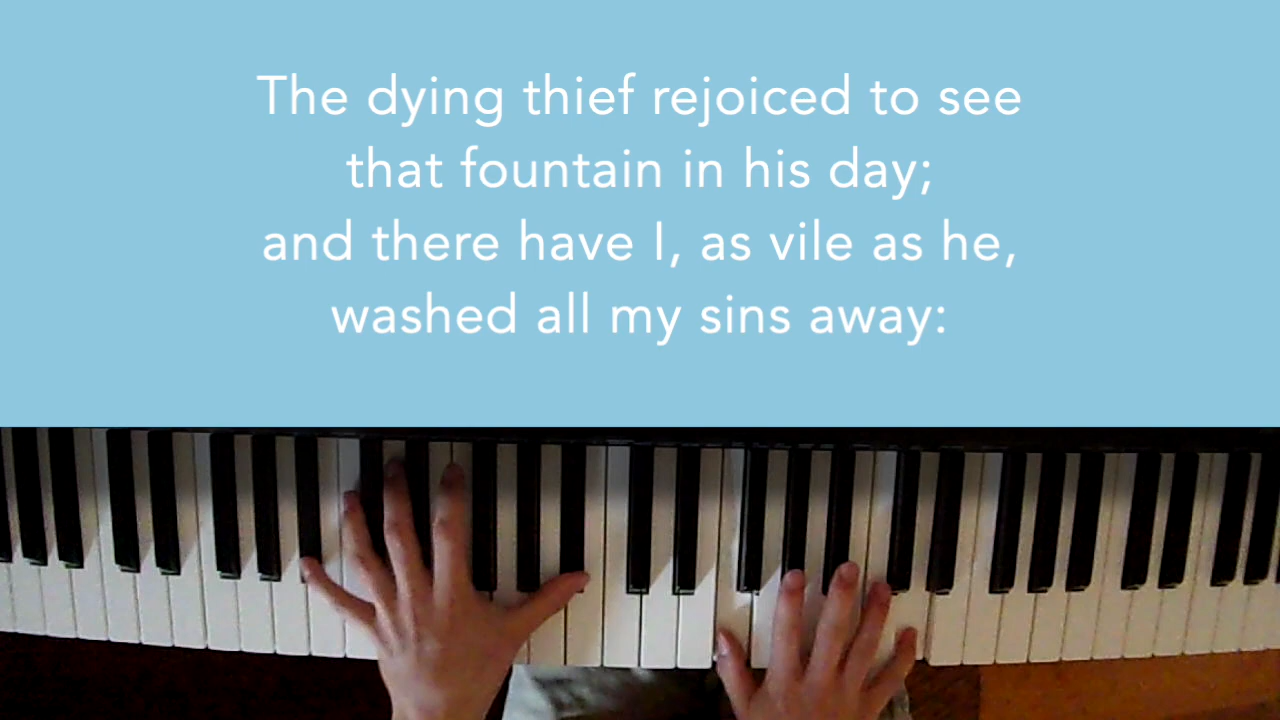 The dying thief rejoiced to see
that fountain in his day;
and there have I, as vile as he,
washed all my sins away: